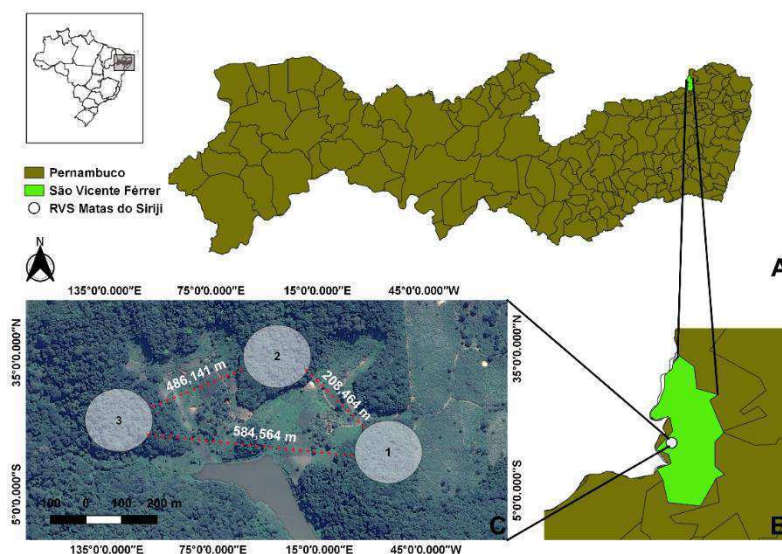 Pernambuco
São Vicente Férrer
RVS Matas do Siriji
N
A
135°0'0.000"E 75°0'0.000"E 15°0'0.000"E 45°0'0.000"W
35°0'0.000"N
35°0'0.000"N
2
486,141 m
208,464 m
3
584,564 m
1
5°0'0.000"S
5°0'0.000"S
100 0 100 200 m
C
B
135°0'0.000"E 75°0'0.000"E 15°0'0.000"E 45°0'0.000"W